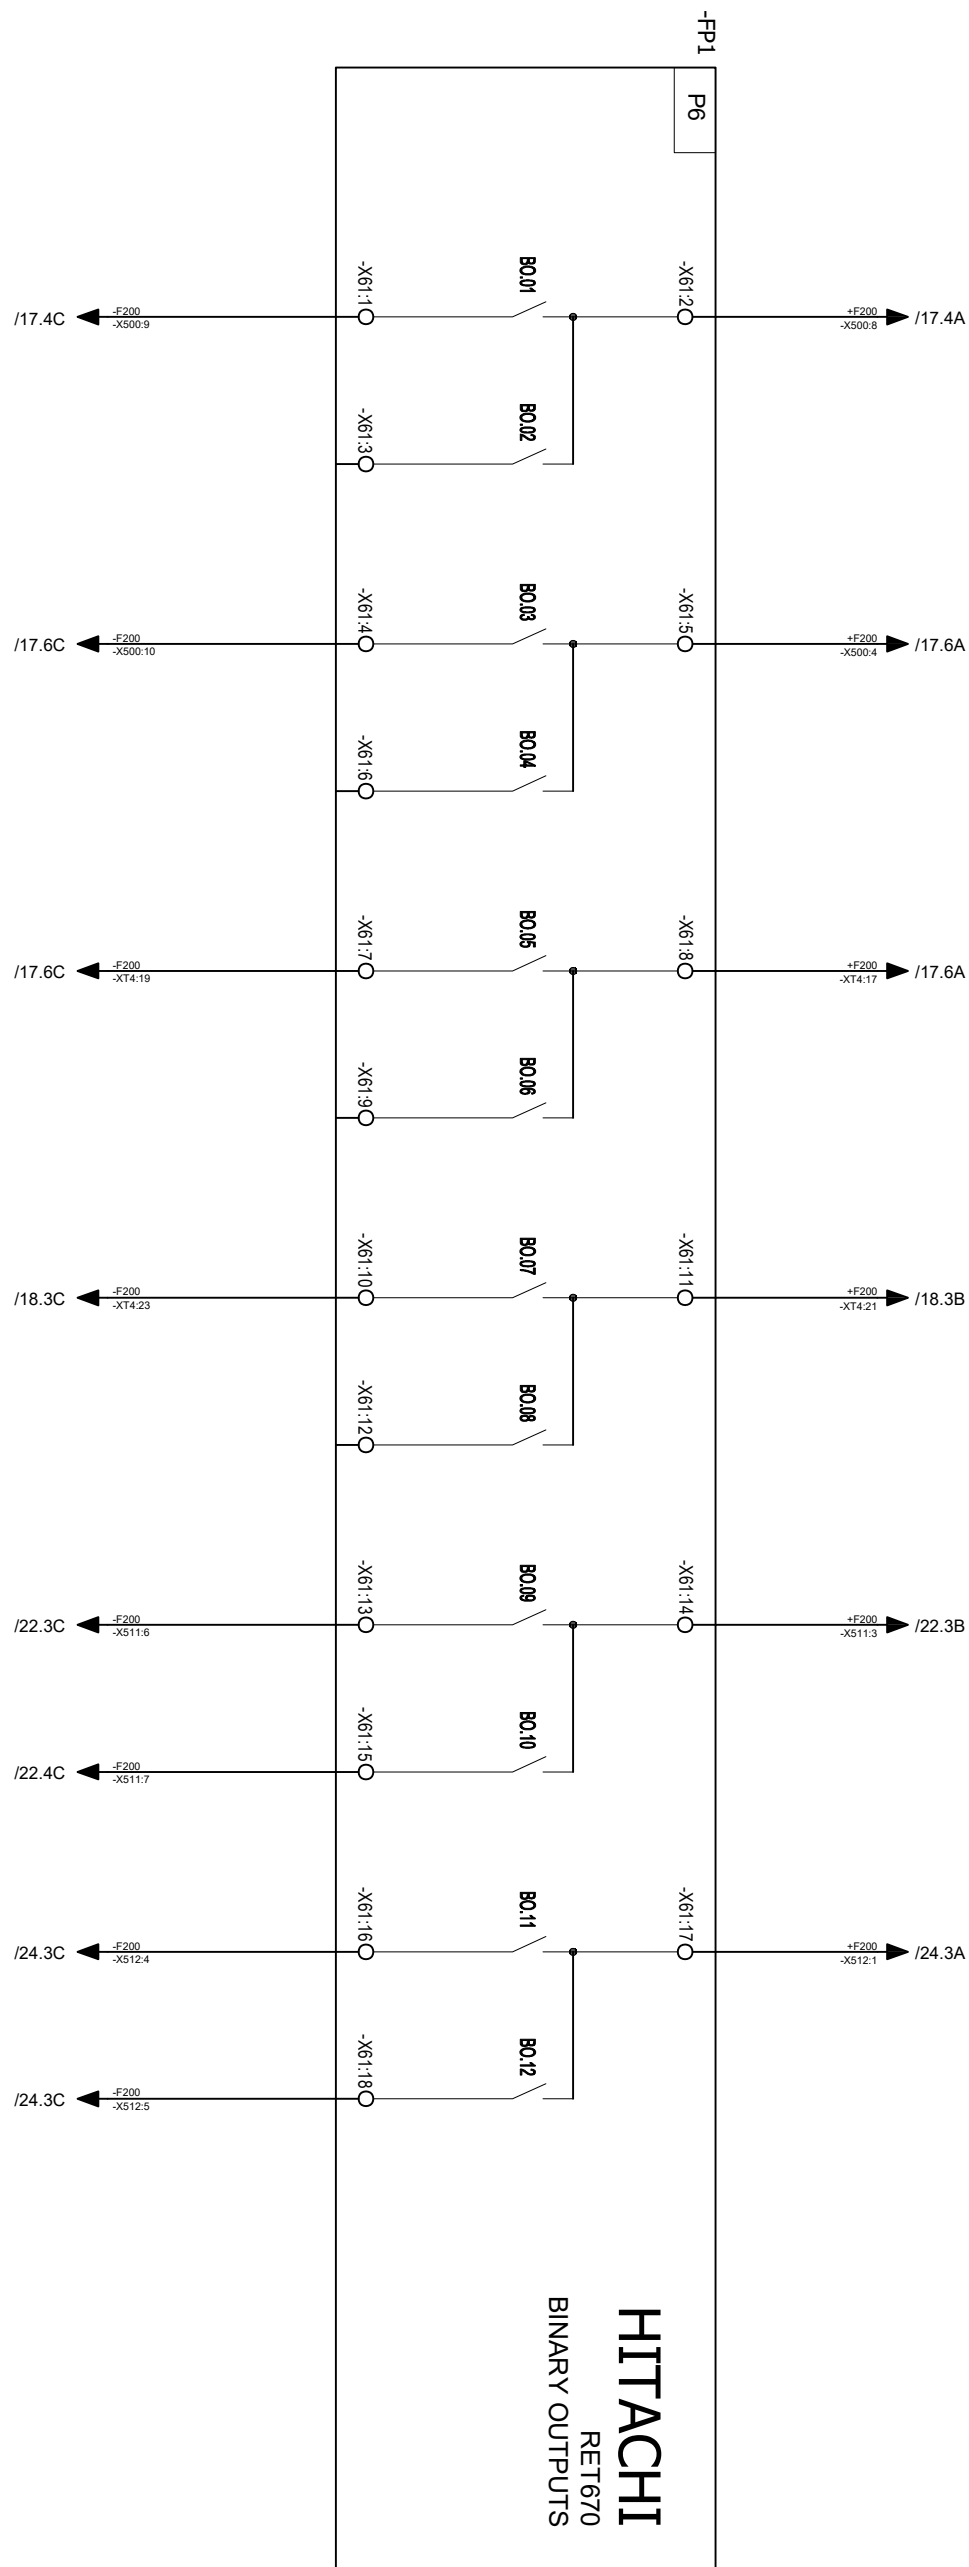 -FP1
P6
BO.01
-X61:1
-X61:2
/17.4C
-F200
-X500:9
+F200
-X500:8
/17.4A
BO.02
-X61:3
BO.03
-X61:4
-X61:5
/17.6C
-F200
-X500:10
+F200
-X500:4
/17.6A
BO.04
-X61:6
BO.05
-X61:7
-X61:8
/17.6C
-F200
-XT4:19
+F200
-XT4:17
/17.6A
BO.06
-X61:9
BO.07
-X61:10
-X61:11
/18.3C
-F200
-XT4:23
+F200
-XT4:21
/18.3B
BO.08
-X61:12
BO.09
-X61:13
-X61:14
/22.3C
-F200
-X511:6
+F200
-X511:3
/22.3B
BO.10
-X61:15
/22.4C
-F200
-X511:7
BO.11
-X61:16
-X61:17
/24.3C
-F200
-X512:4
+F200
-X512:1
/24.3A
BO.12
-X61:18
/24.3C
-F200
-X512:5
HITACHI
RET670
BINARY OUTPUTS